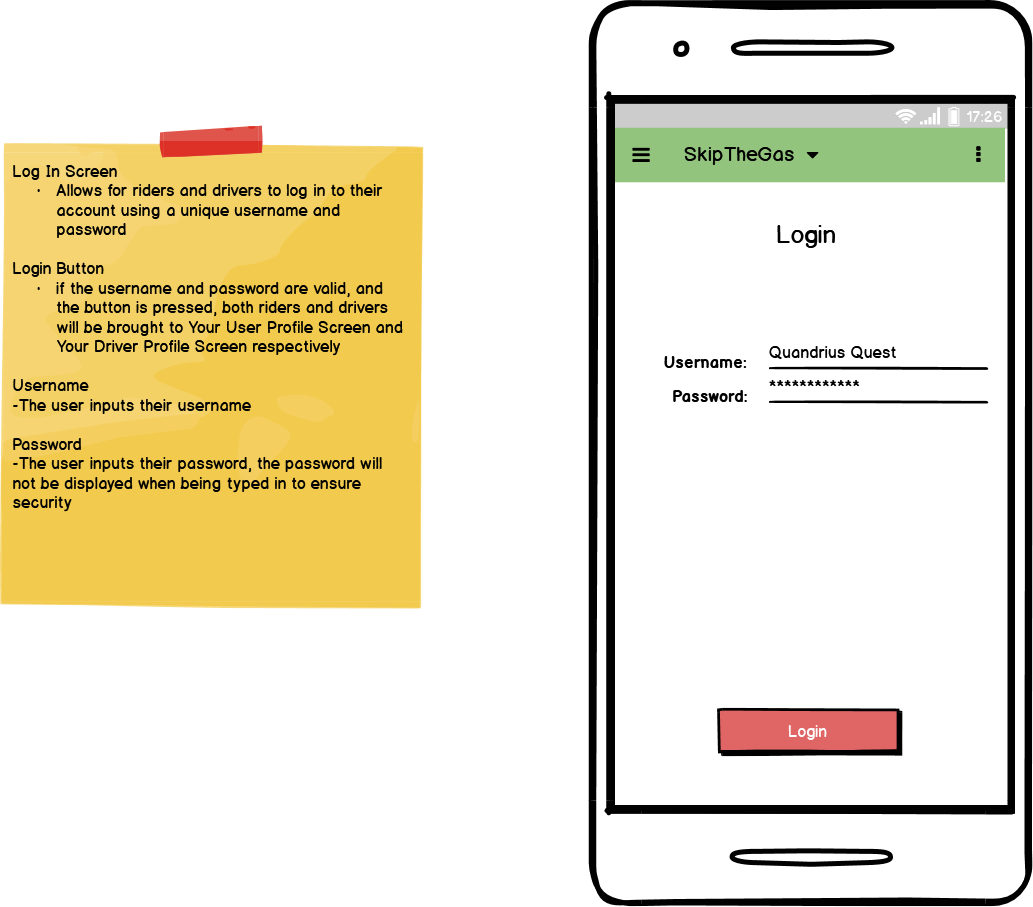 Log In Screen
· Allows for riders and drivers to log in to their
account using a unique username and
password
Login Button
· if the username and password are valid, and
the button is pressed, both riders and drivers
will be brought to Your User Profile Screen and
Your Driver Profile Screen respectively
Username
-The user inputs their username
Password
-The user inputs their password, the password will
not be displayed when being typed in to ensure
security
17:26
SkipTheGas
Login
Username: Quandrius Quest
Password: ************
Login